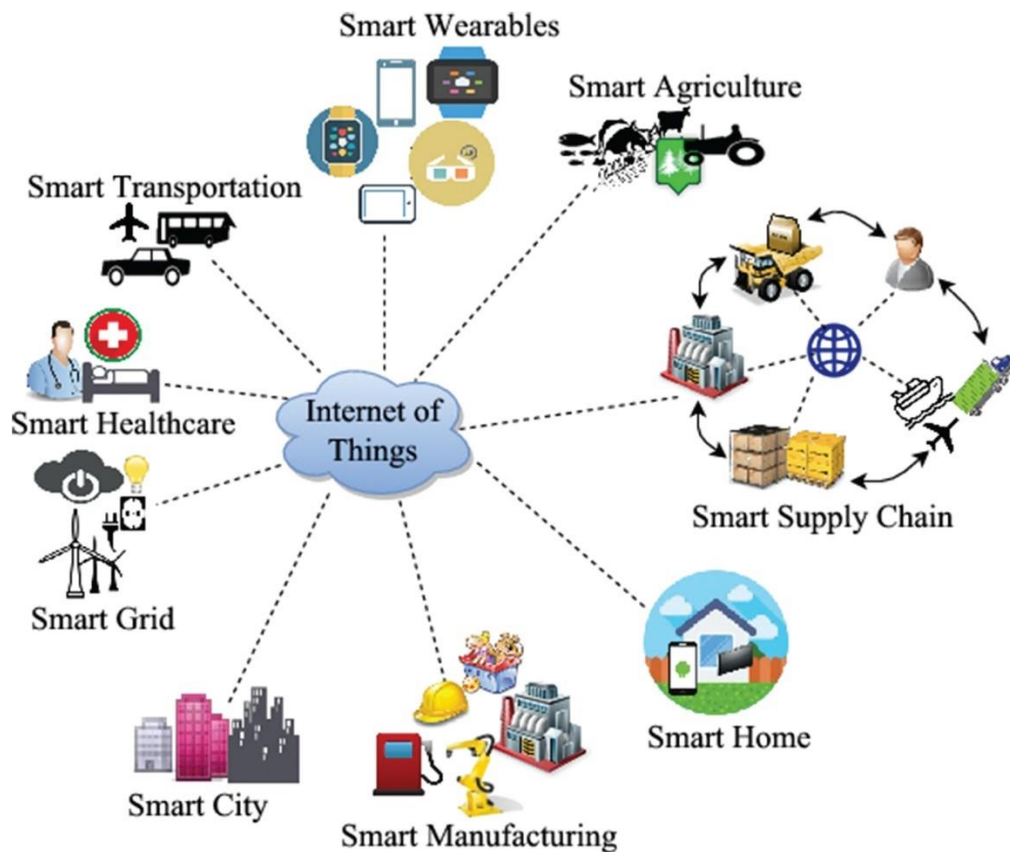 Smart Wearables
Smart Agriculture
Smart Transportation
Smart Healthcare
Internet of
Things
Smart Supply Chain
Smart Grid
Smart Home
Smart City
Smart Manufacturing